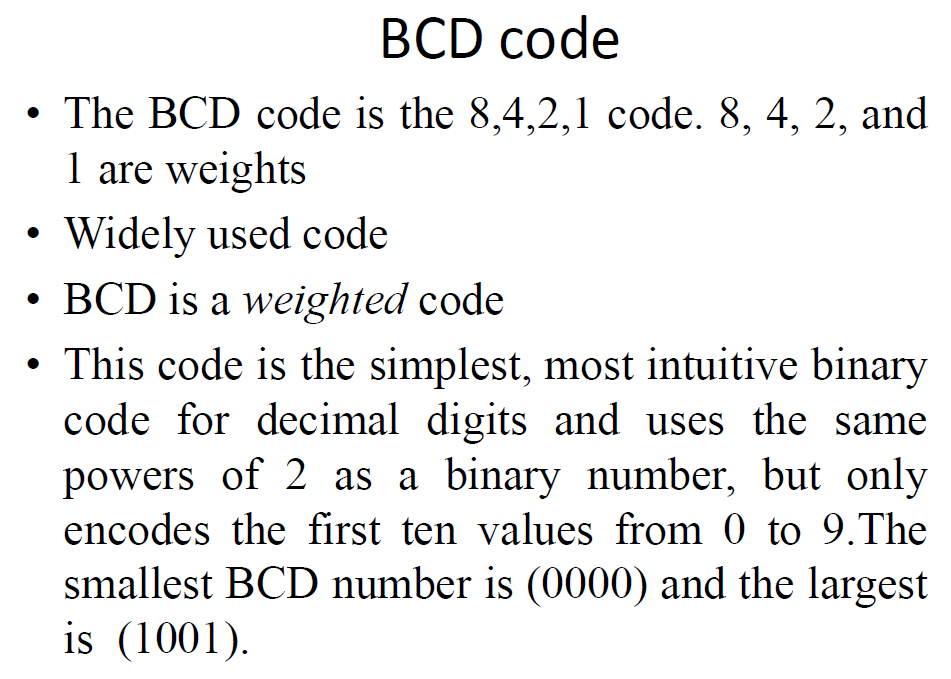 BCD code
• The BCD code is the 8,4,2,1 code. 8, 4, 2, and
1 are weights
• Widely used code
• BCD is a weighted code
• This code is the simplest, most intuitive binary
code for decimal digits and uses the same
powers of 2 as a binary number, but only
encodes the first ten values from 0 to 9.The
smallest BCD number is (0000) and the largest
is (1001).